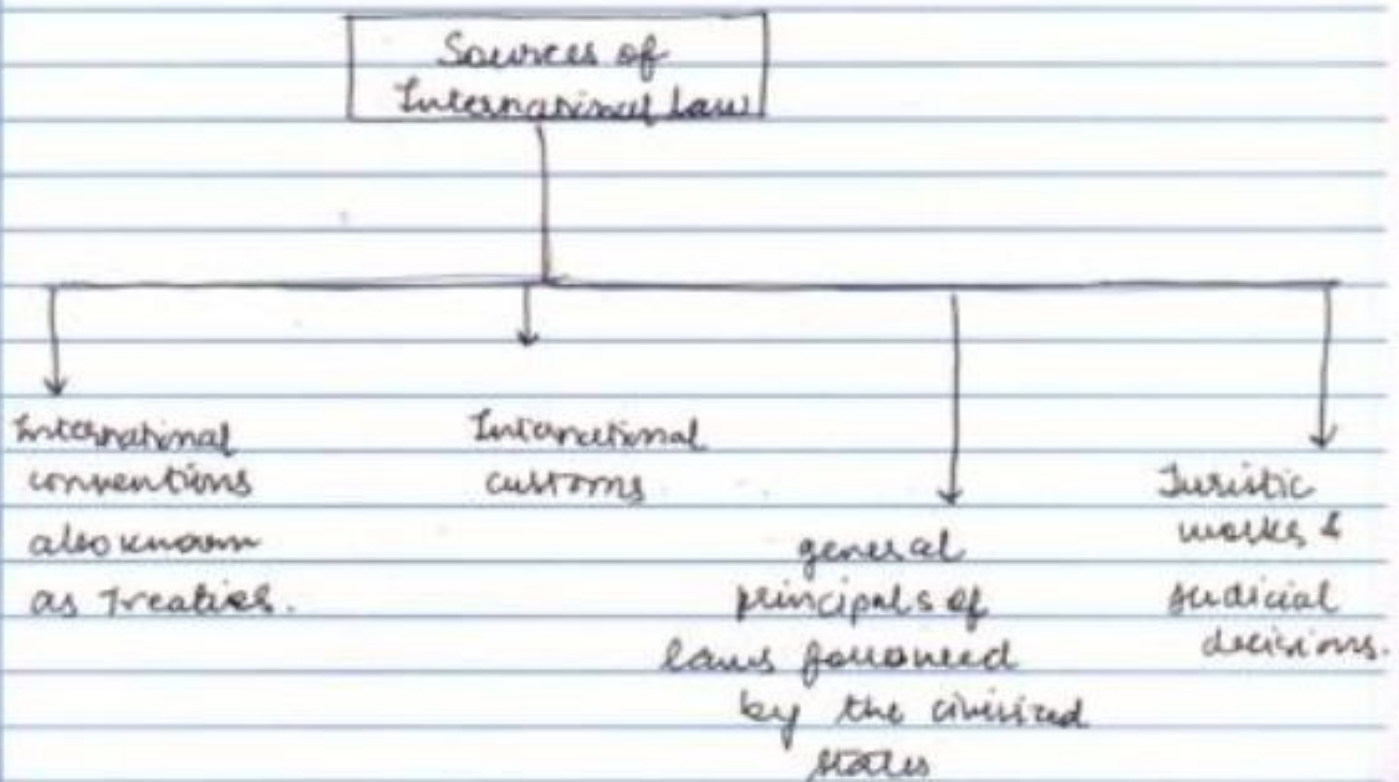 Sources of
International Law
International
conventions
also known
as Treaties.
International
customs
general
principals of
laws followed
by the civilized
states
Juristic
works &
judicial
decisions.